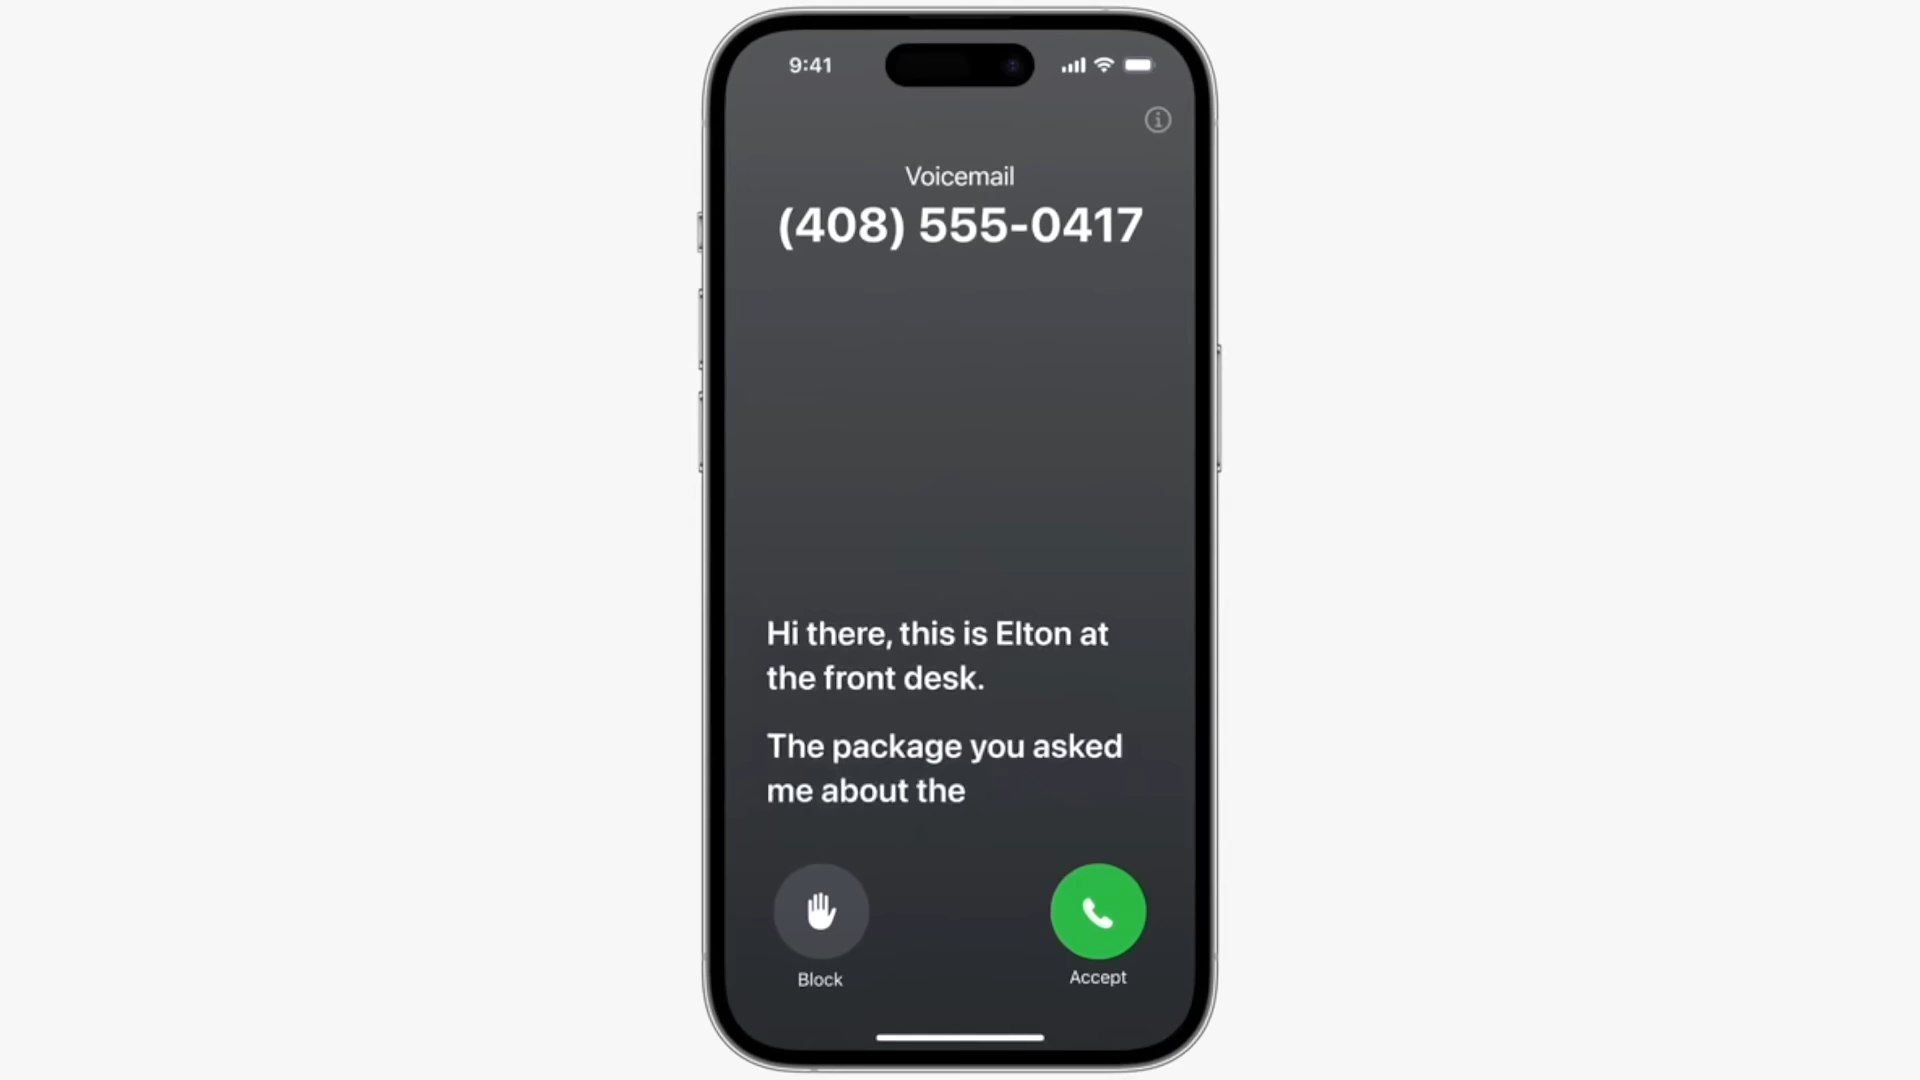 9:41
Voicemail
(408) 555-0417
Hi there, this is Elton at
the front desk.
The package you asked
me about the
Block
Accept